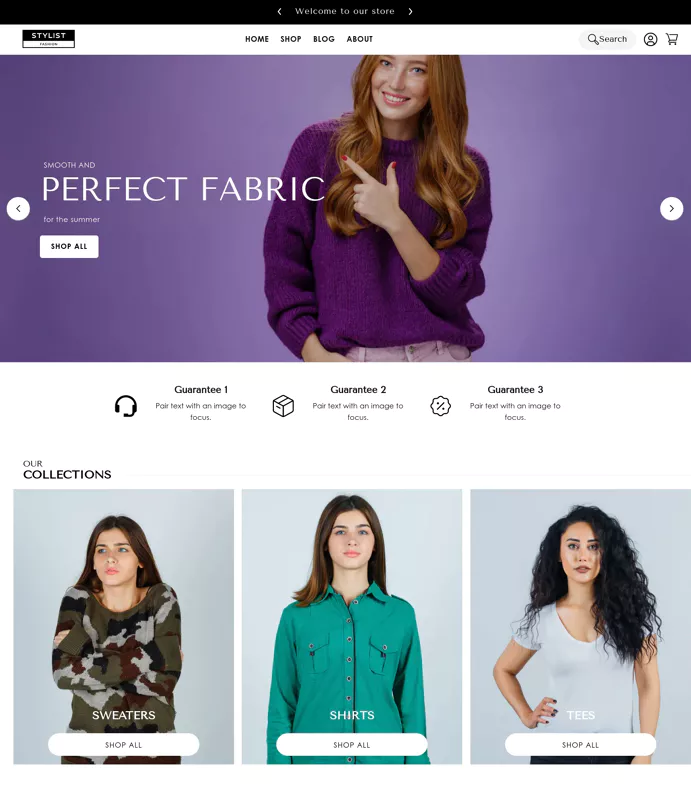 Welcome to our store
STYLIST
FASHION
HOME SHOP BLOG ABOUT
Search
SMOOTH AND
PERFECT FABRIC
for the summer
SHOP ALL
Guarantee 1
Pair text with an image to
focus.
Guarantee 2
Pair text with an image to
focus.
Guarantee 3
Pair text with an image to
focus.
OUR
COLLECTIONS
SWEATERS
SHOP ALL
SHIRTS
SHOP ALL
TEES
SHOP ALL